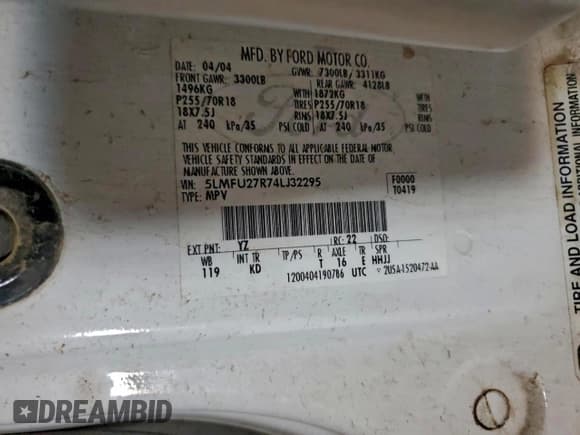 MFD. BY FORD MOTOR CO.
DATE: 04/04 GVWR: 7300LB/ 3311KG
FRONT GAWR: 3300LB REAR GAWR: 4128LB
1496KG WITH 1872KG WITH
P255/70R18 TIRES P255/70R18 TIRES
18X7.5J RIMS 18X7.5J RIMS
AT 240 kPa/35 PSI COLD AT 240 kPa/35 PSI COLD
THIS VEHICLE CONFORMS TO ALL APPLICABLE FEDERAL MOTOR
VEHICLE SAFETY STANDARDS IN EFFECT ON THE DATE OF
MANUFACTURE SHOWN ABOVE.
VIN: 5LMFU27R74LJ32295 F0000
TYPE: MPV T0419
EXT PNT: YZ RC: 22 DSO:
WB INT TR TP/PS R AXLE TR SPR
119 KD T 16 E HHJJ
1200404190786 UTC 2U5A-1520472-AA
TIRE AND LOAD INFORMATION
ADDITIONAL INFORMATION
DREAMBID